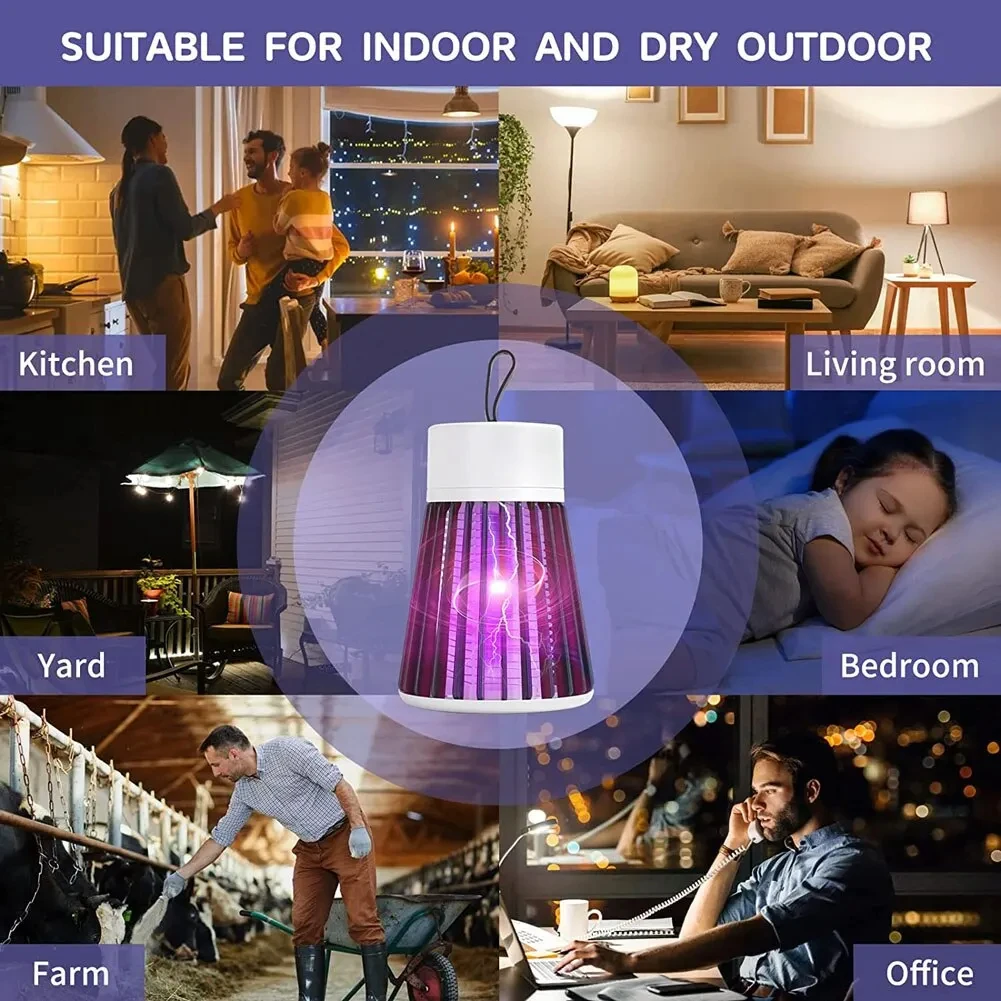 SUITABLE FOR INDOOR AND DRY OUTDOOR
Kitchen
Living room
Yard
Bedroom
Farm
Office